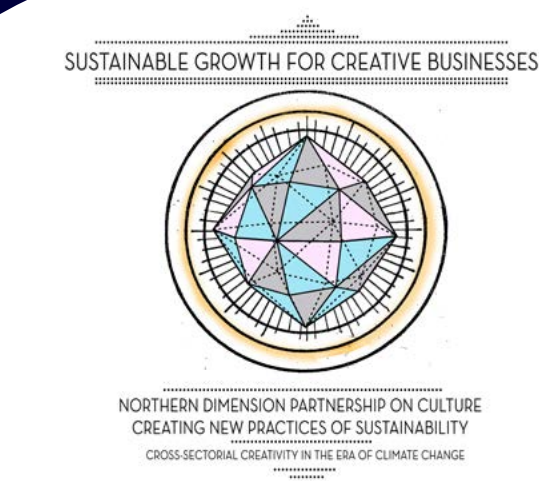 SUSTAINABLE GROWTH FOR CREATIVE BUSINESSES
NORTHERN DIMENSION PARTNERSHIP ON CULTURE
CREATING NEW PRACTICES OF SUSTAINABILITY
CROSS-SECTORIAL CREATIVITY IN THE ERA OF CLIMATE CHANGE